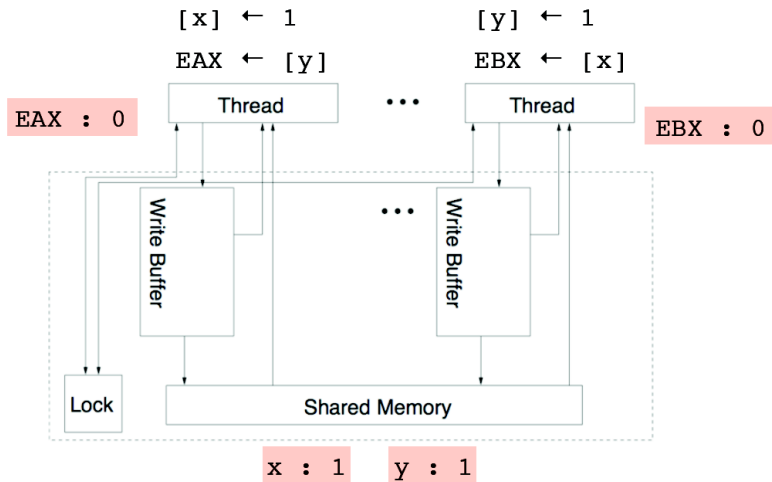 [x] ← 1 [y] ← 1
EAX ← [y] EBX ← [x]
Thread ... Thread
EAX : 0 EBX : 0
Write Buffer ... Write Buffer
Lock Shared Memory
x : 1 y : 1